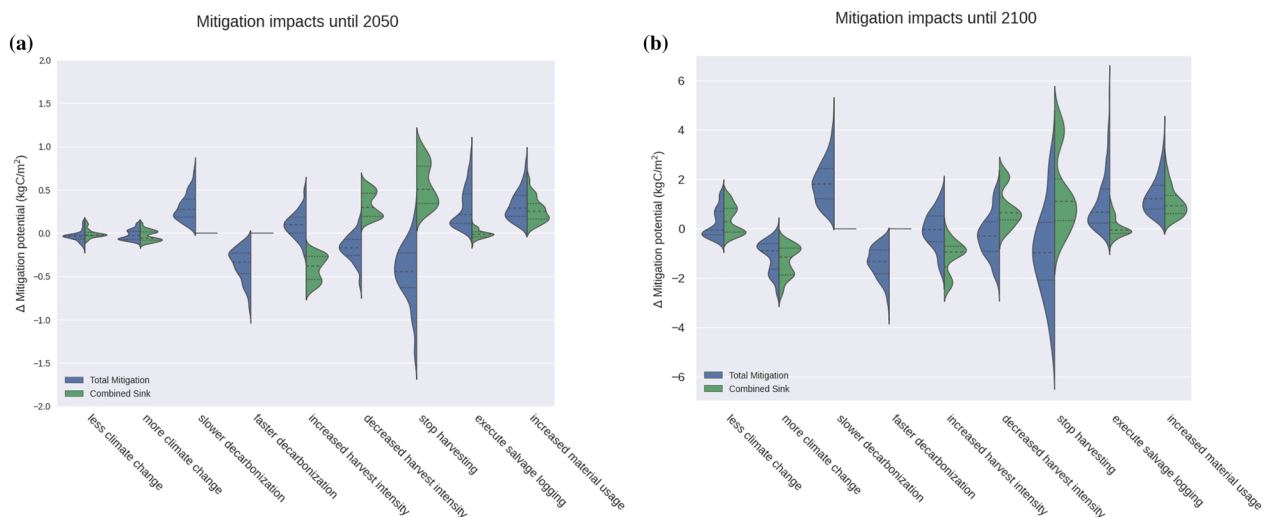 Mitigation impacts until 2050
(a)
2.0
1.5
1.0
0.5
0.0
−0.5
−1.0
−1.5
−2.0
Δ Mitigation potential (kgC/m²)
Total Mitigation
Combined Sink
less climate change
more climate change
slower decarbonization
faster decarbonization
increased harvest intensity
decreased harvest intensity
stop harvesting
execute salvage logging
increased material usage
Mitigation impacts until 2100
(b)
6
4
2
0
−2
−4
−6
Δ Mitigation potential (kgC/m²)
Total Mitigation
Combined Sink
less climate change
more climate change
slower decarbonization
faster decarbonization
increased harvest intensity
decreased harvest intensity
stop harvesting
execute salvage logging
increased material usage